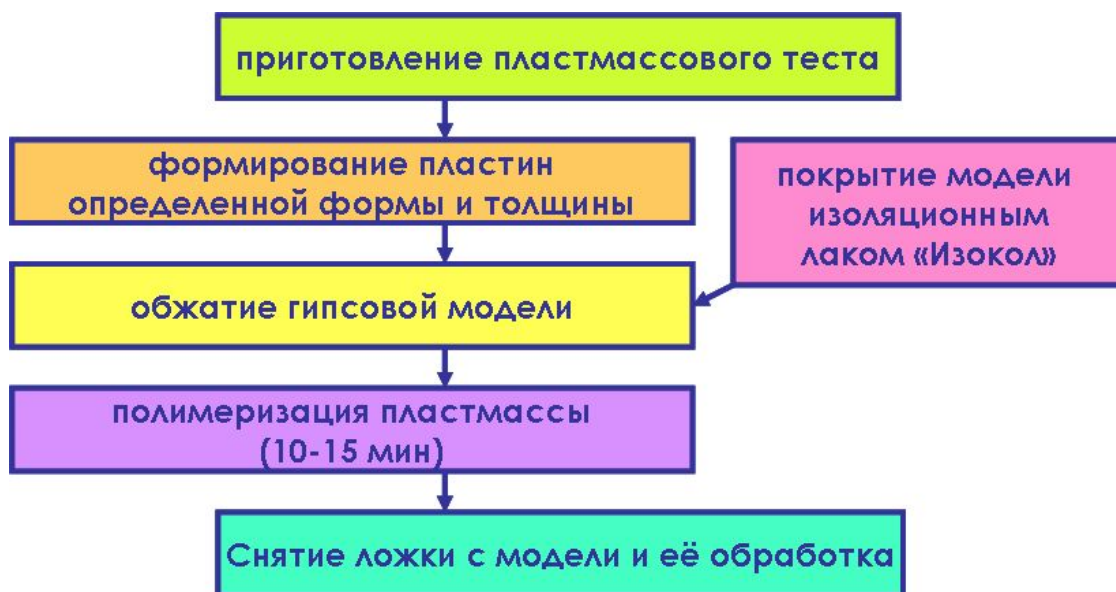 приготовление пластмассового теста
формирование пластин
определенной формы и толщины
покрытие модели
изоляционным
лаком «Изокол»
обжатие гипсовой модели
полимеризация пластмассы
(10-15 мин)
Снятие ложки с модели и её обработка